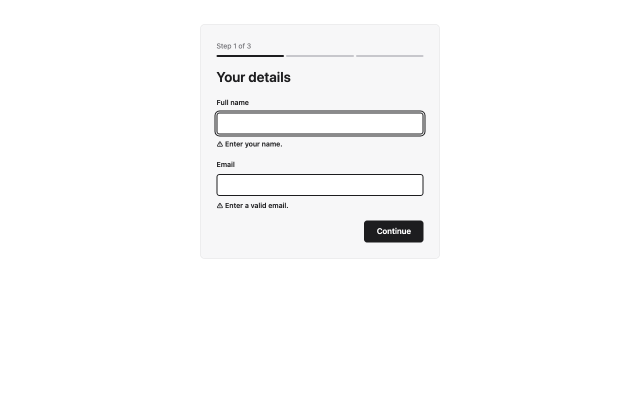 Step 1 of 3
Your details
Full name
⚠ Enter your name.
Email
⚠ Enter a valid email.
Continue